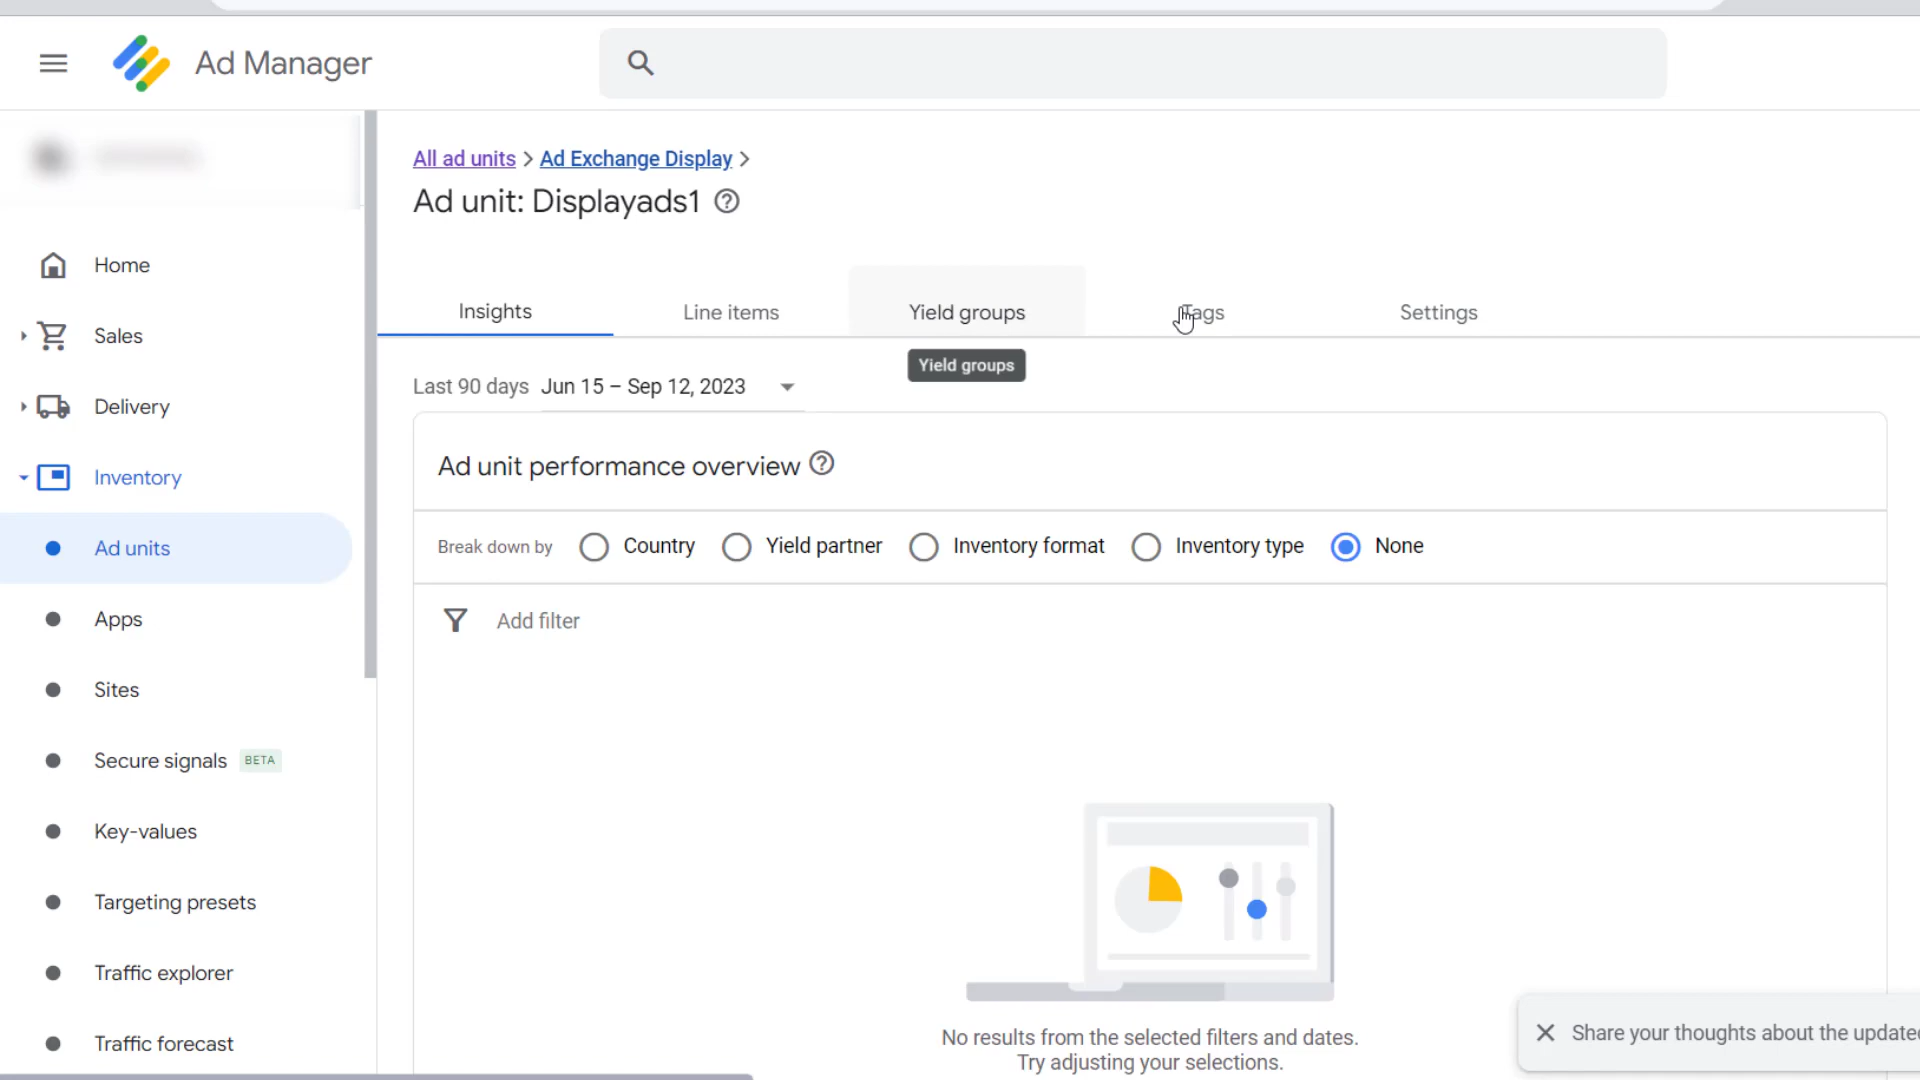 Ad Manager
All ad units > Ad Exchange Display >
Ad unit: Displayads1
Home
Sales
Delivery
Inventory
Ad units
Apps
Sites
Secure signals BETA
Key-values
Targeting presets
Traffic explorer
Traffic forecast
Insights
Line items
Yield groups
Tags
Settings
Yield groups
Last 90 days Jun 15 – Sep 12, 2023
Ad unit performance overview
Break down by Country Yield partner Inventory format Inventory type None
Add filter
No results from the selected filters and dates.
Try adjusting your selections.
Share your thoughts about the update